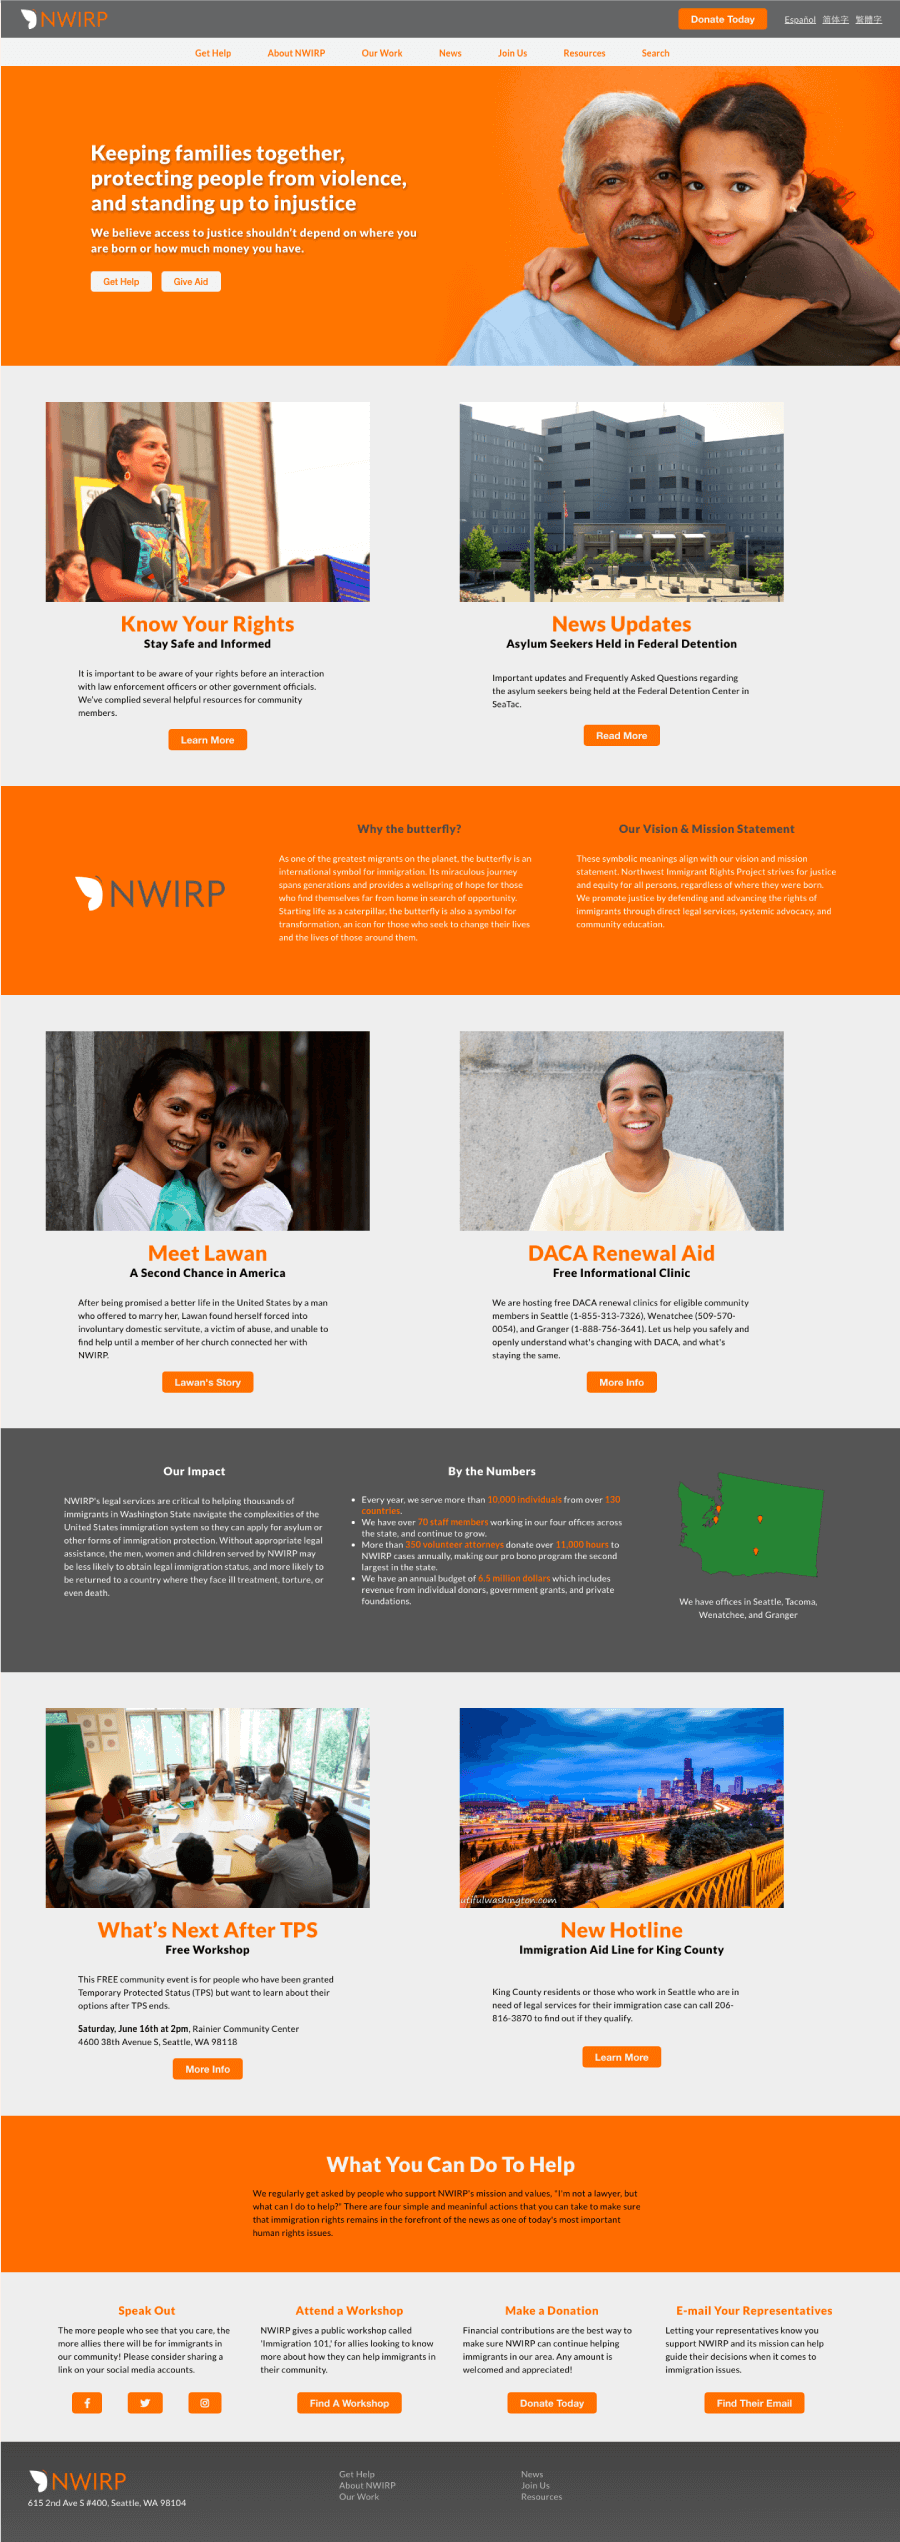 NWIRP
Donate Today
Español 简体字 繁體字
Get Help About NWIRP Our Work News Join Us Resources Search
Keeping families together,
protecting people from violence,
and standing up to injustice
We believe access to justice shouldn't depend on where you
are born or how much money you have.
Get Help Give Aid
Know Your Rights
Stay Safe and Informed
It is important to be aware of your rights before an interaction
with law enforcement officers or other government officials.
We've complied several helpful resources for community
members.
Learn More
News Updates
Asylum Seekers Held in Federal Detention
Important updates and Frequently Asked Questions regarding
the asylum seekers being held at the Federal Detention Center in
SeaTac.
Read More
NWIRP
Why the butterfly?
As one of the greatest migrants on the planet, the butterfly is an
international symbol for immigration. Its miraculous journey
spans generations and provides a wellspring of hope for those
who find themselves far from home in search of opportunity.
Starting life as a caterpillar, the butterfly is also a symbol for
transformation, an icon for those who seek to change their lives
and the lives of those around them.
Our Vision & Mission Statement
These symbolic meanings align with our vision and mission
statement. Northwest Immigrant Rights Project strives for justice
and equity for all persons, regardless of where they were born.
We promote justice by defending and advancing the rights of
immigrants through direct legal services, systemic advocacy, and
community education.
Meet Lawan
A Second Chance in America
After being promised a better life in the United States by a man
who offered to marry her, Lawan found herself forced into
involuntary domestic servitute, a victim of abuse, and unable to
find help until a member of her church connected her with
NWIRP.
Lawan's Story
DACA Renewal Aid
Free Informational Clinic
We are hosting free DACA renewal clinics for eligible community
members in Seattle (1-855-313-7326), Wenatchee (509-570-
0054), and Granger (1-888-756-3641). Let us help you safely and
openly understand what's changing with DACA, and what's
staying the same.
More Info
Our Impact
NWIRP's legal services are critical to helping thousands of
immigrants in Washington State navigate the complexities of the
United States immigration system so they can apply for asylum or
other forms of immigration protection. Without appropriate legal
assistance, the men, women and children served by NWIRP may
be less likely to obtain legal immigration status, and more likely to
be returned to a country where they face ill treatment, torture, or
even death.
By the Numbers
• Every year, we serve more than 10,000 individuals from over 130
countries.
• We have over 70 staff members working in our four offices across
the state, and continue to grow.
• More than 350 volunteer attorneys donate over 11,000 hours to
NWIRP cases annually, making our pro bono program the second
largest in the state.
• We have an annual budget of 6.5 million dollars which includes
revenue from individual donors, government grants, and private
foundations.
We have offices in Seattle, Tacoma,
Wenatchee, and Granger
What's Next After TPS
Free Workshop
This FREE community event is for people who have been granted
Temporary Protected Status (TPS) but want to learn about their
options after TPS ends.
Saturday, June 16th at 2pm, Rainier Community Center
4600 38th Avenue S, Seattle, WA 98118
More Info
utifulwashington.com
New Hotline
Immigration Aid Line for King County
King County residents or those who work in Seattle who are in
need of legal services for their immigration case can call 206-
816-3870 to find out if they qualify.
Learn More
What You Can Do To Help
We regularly get asked by people who support NWIRP's mission and values, "I'm not a lawyer, but
what can I do to help?" There are four simple and meaninful actions that you can take to make sure
that immigration rights remains in the forefront of the news as one of today's most important
human rights issues.
Speak Out
The more people who see that you care, the
more allies there will be for immigrants in
our community! Please consider sharing a
link on your social media accounts.
Attend a Workshop
NWIRP gives a public workshop called
'Immigration 101,' for allies looking to know
more about how they can help immigrants in
their community.
Find A Workshop
Make a Donation
Financial contributions are the best way to
make sure NWIRP can continue helping
immigrants in our area. Any amount is
welcomed and appreciated!
Donate Today
E-mail Your Representatives
Letting your representatives know you
support NWIRP and its mission can help
guide their decisions when it comes to
immigration issues.
Find Their Email
NWIRP
615 2nd Ave S #400, Seattle, WA 98104
Get Help
About NWIRP
Our Work
News
Join Us
Resources